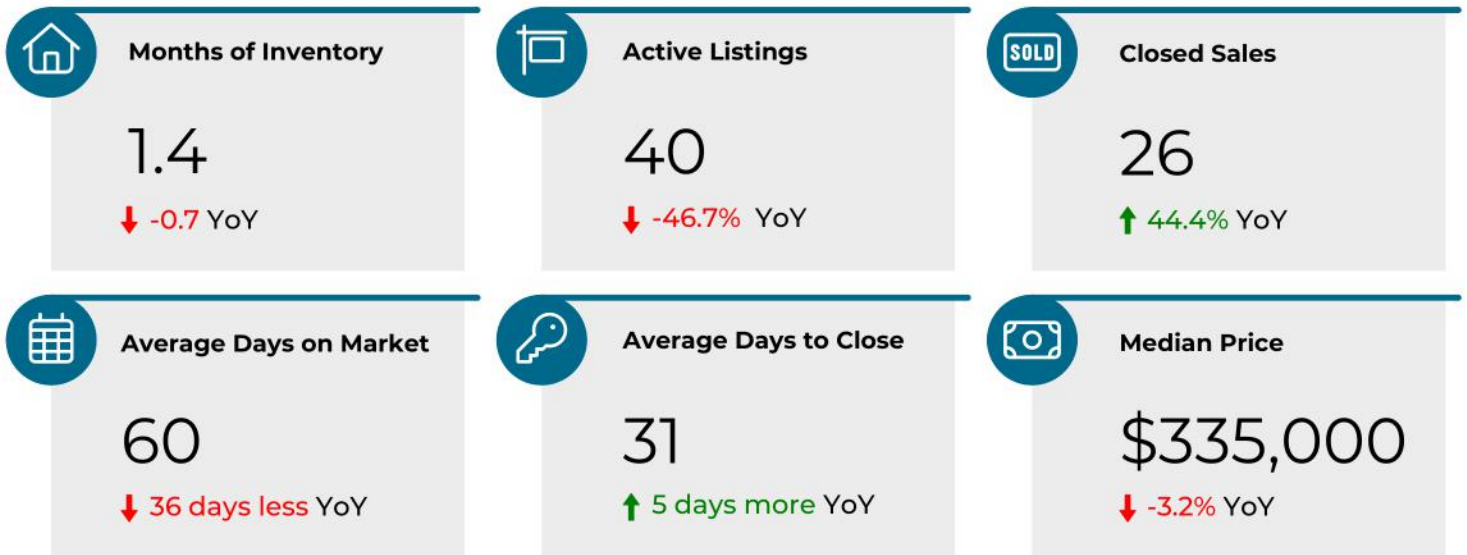 Months of Inventory
1.4
-0.7 YoY
Active Listings
40
-46.7% YoY
SOLD
Closed Sales
26
44.4% YoY
Average Days on Market
60
36 days less YoY
Average Days to Close
31
5 days more YoY
Median Price
$335,000
-3.2% YoY